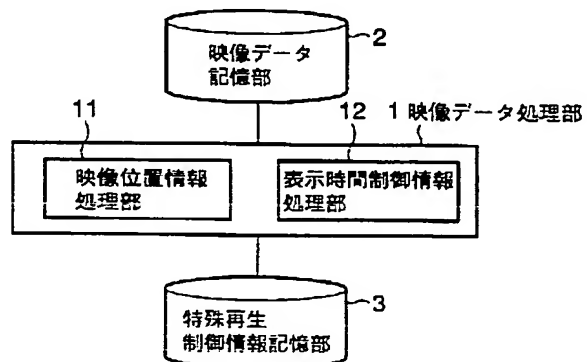 2
映像データ
記憶部
11
12
1 映像データ処理部
映像位置情報
処理部
表示時間制御情報
処理部
3
特殊再生
制御情報記憶部